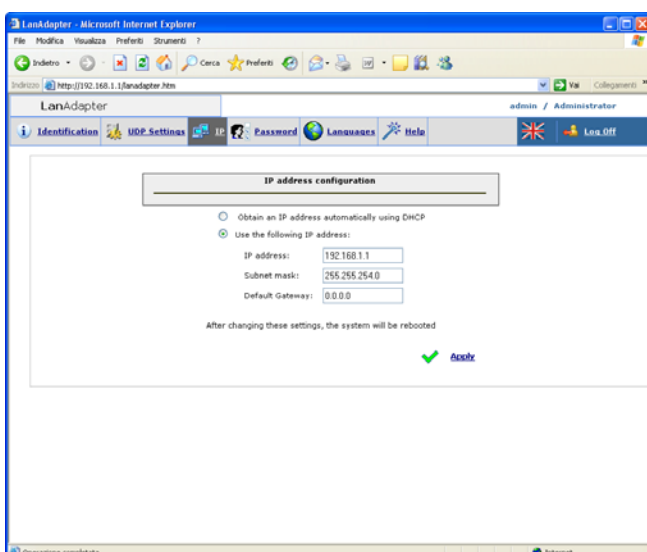 LanAdapter - Microsoft Internet Explorer
File Modifica Visualizza Preferiti Strumenti ?
Indietro Cerca Preferiti
Indirizzo http://192.168.1.1/lanadapter.htm Vai Collegamenti »
LanAdapter admin / Administrator
Identification UDP Settings IP Password Languages Help Log Off
IP address configuration
Obtain an IP address automatically using DHCP
Use the following IP address:
IP address: 192.168.1.1
Subnet mask: 255.255.254.0
Default Gateway: 0.0.0.0
After changing these settings, the system will be rebooted
Apply
Operazione completata Internet